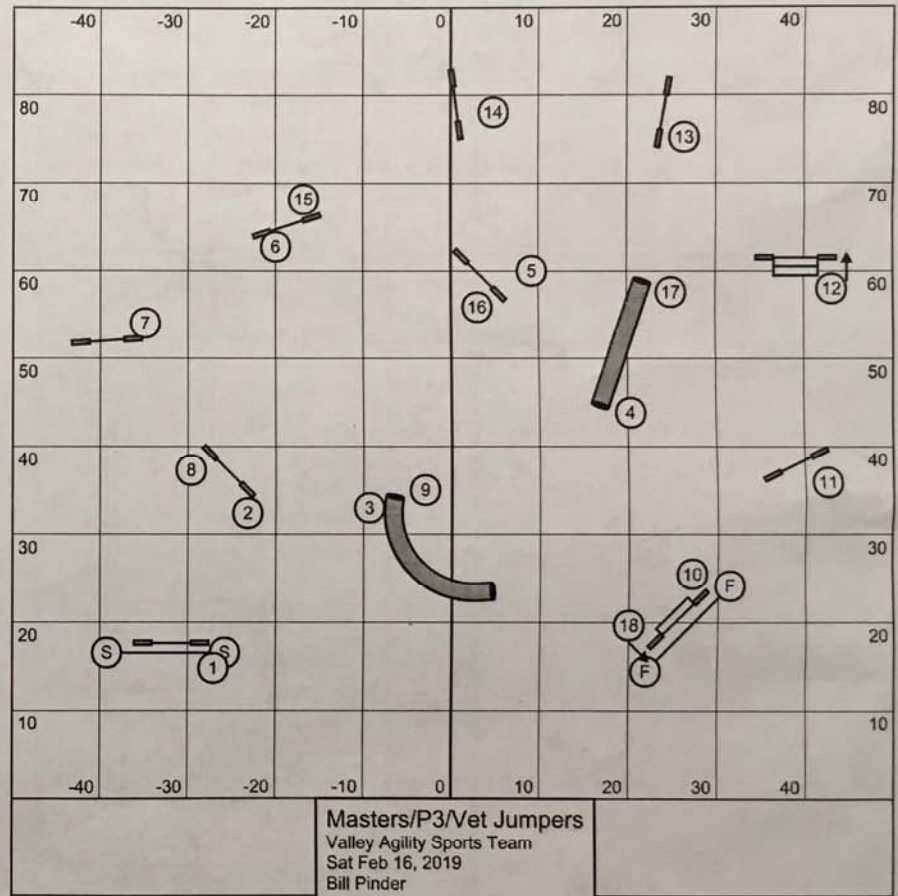 -40 -30 -20 -10 0 10 20 30 40
80 14 13 80
70 15 6 70
60 5 16 17 12 60
7
50 4 50
40 8 2 9 3 11 40
30 10 F 30
20 18 20
S S 1 F
10 10
-40 -30 -20 -10 0 10 20 30 40
Masters/P3/Vet Jumpers
Valley Agility Sports Team
Sat Feb 16, 2019
Bill Pinder